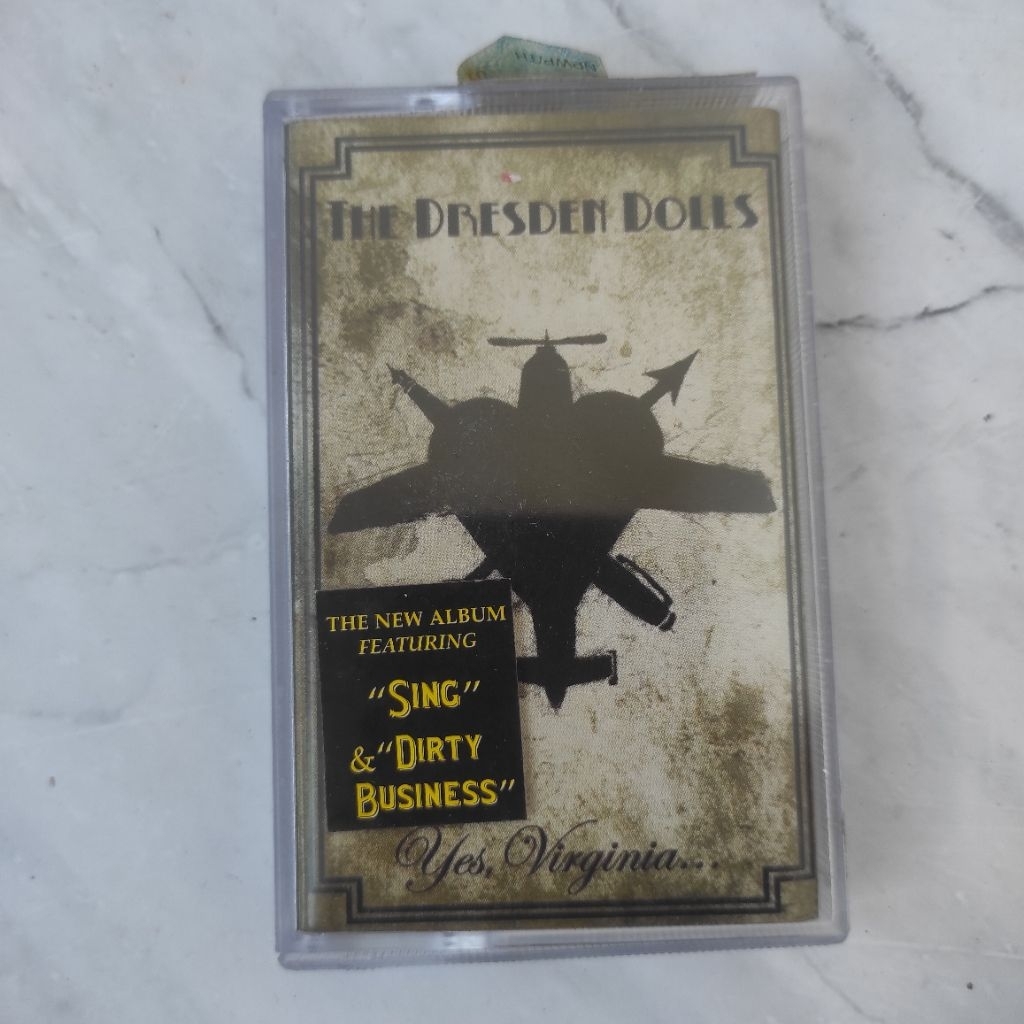 THE DRESDEN DOLLS
THE NEW ALBUM
FEATURING
"SING"
&"DIRTY
BUSINESS"
Yes, Virginia...